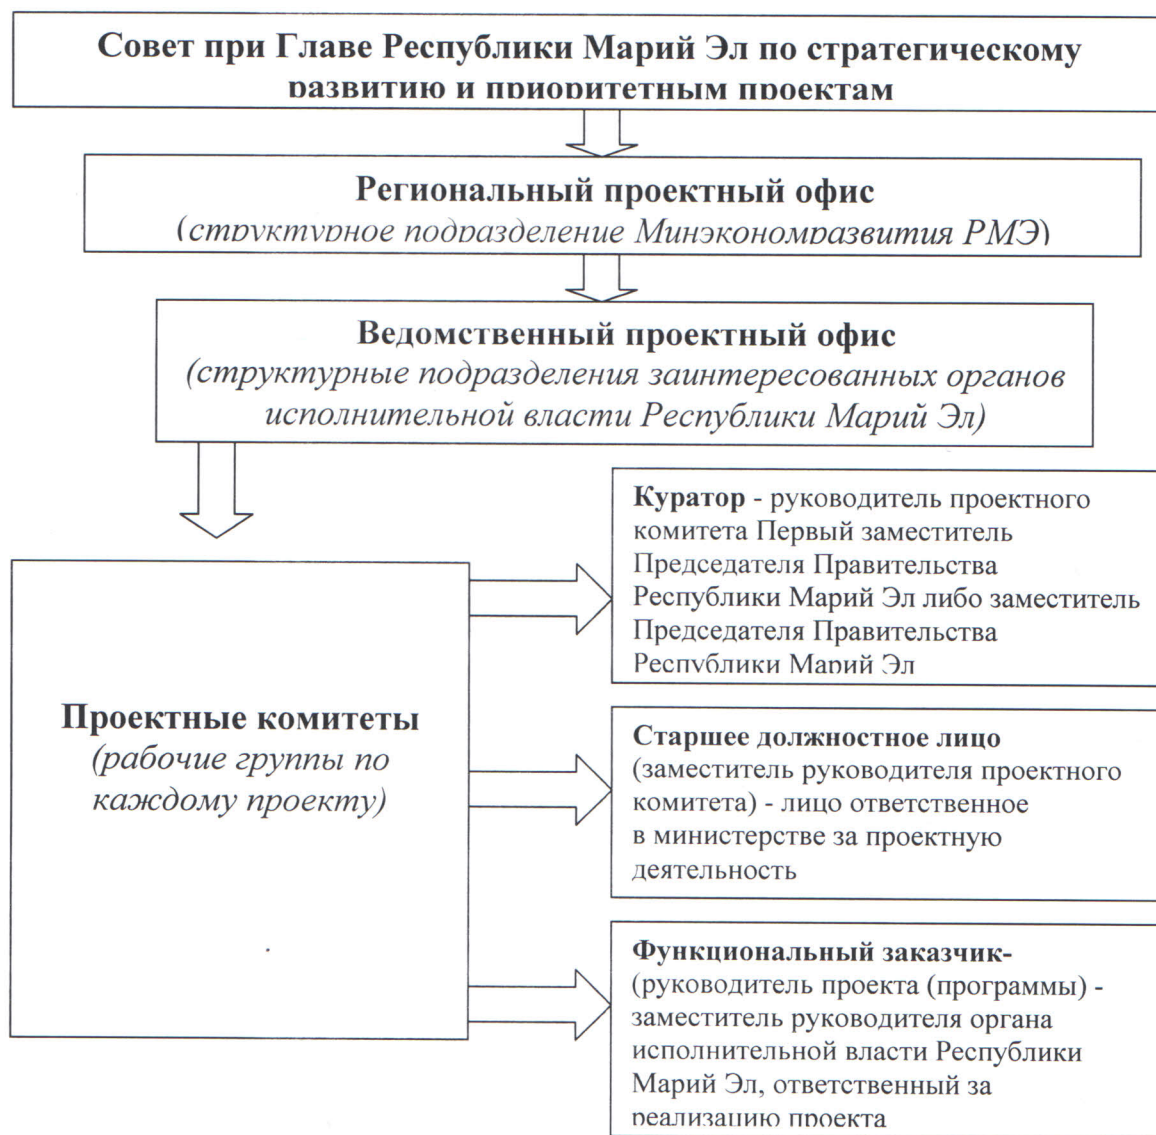 Совет при Главе Республики Марий Эл по стратегическому
развитию и приоритетным проектам
Региональный проектный офис
(структурное подразделение Минэкономразвития РМЭ)
Ведомственный проектный офис
(структурные подразделения заинтересованных органов
исполнительной власти Республики Марий Эл)
Проектные комитеты
(рабочие группы по
каждому проекту)
Куратор - руководитель проектного
комитета Первый заместитель
Председателя Правительства
Республики Марий Эл либо заместитель
Председателя Правительства
Республики Марий Эл
Старшее должностное лицо
(заместитель руководителя проектного
комитета) - лицо ответственное
в министерстве за проектную
деятельность
Функциональный заказчик-
(руководитель проекта (программы) -
заместитель руководителя органа
исполнительной власти Республики
Марий Эл, ответственный за
реализацию проекта